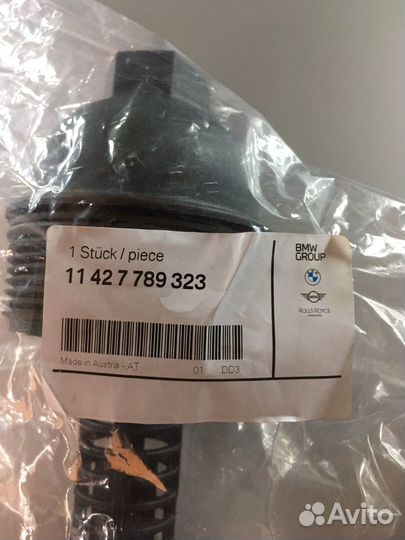 1 Stück / piece
11 42 7 789 323
Made in Austria - AT 01 DD3
BMW
GROUP
ROLLS-ROYCE
Avito